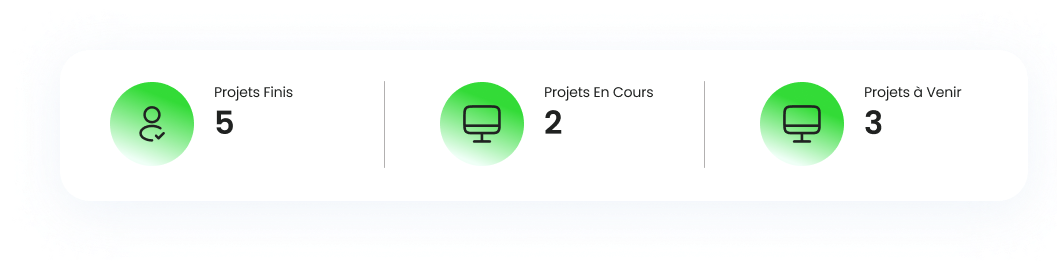 Projets Finis
5
Projets En Cours
2
Projets à Venir
3